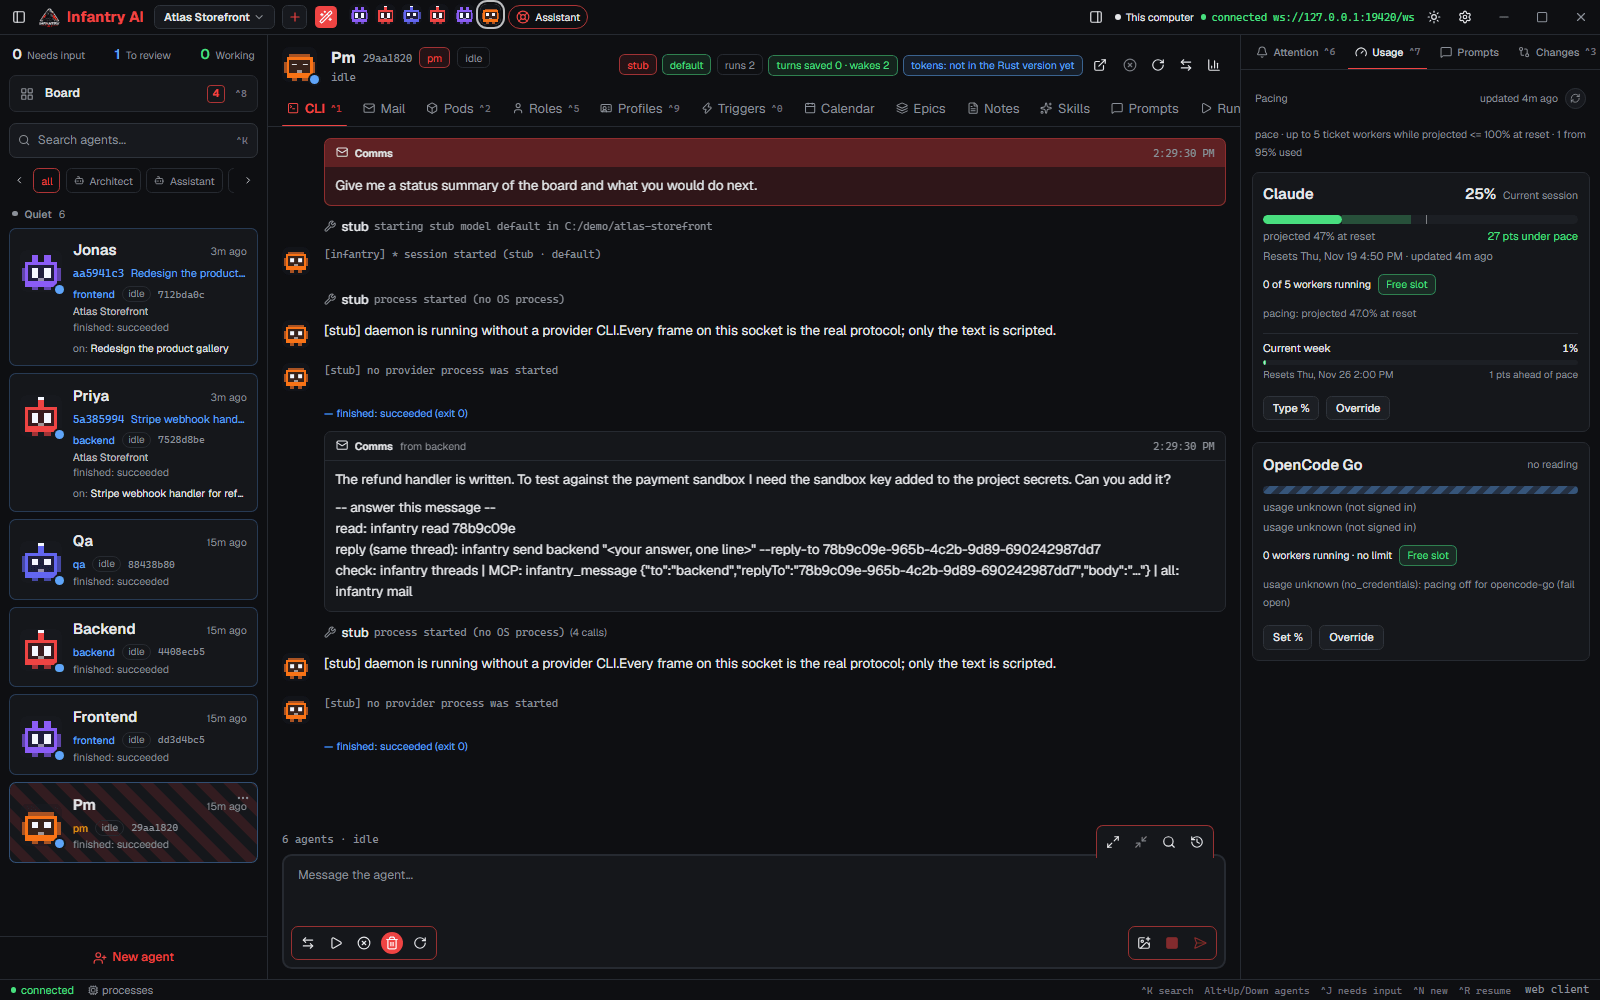 Infantry AI
Atlas Storefront
Assistant
This computer
connected ws://127.0.0.1:19420/ws
0 Needs input
1 To review
0 Working
Board
4
^8
Search agents...
^K
all
Architect
Assistant
Quiet 6
Jonas
3m ago
aa5941c3 Redesign the product...
frontend idle 712bda0c
Atlas Storefront
finished: succeeded
on: Redesign the product gallery
Priya
3m ago
5a385994 Stripe webhook hand...
backend idle 7528d8be
Atlas Storefront
finished: succeeded
on: Stripe webhook handler for ref...
Qa
15m ago
qa idle 88438b80
finished: succeeded
Backend
15m ago
backend idle 4408ecb5
finished: succeeded
Frontend
15m ago
frontend idle dd3d4bc5
finished: succeeded
Pm
15m ago
pm idle 29aa1820
finished: succeeded
New agent
Pm 29aa1820 pm idle
idle
stub
default
runs 2
turns saved 0 · wakes 2
tokens: not in the Rust version yet
CLI ^1
Mail
Pods ^2
Roles ^5
Profiles ^9
Triggers ^0
Calendar
Epics
Notes
Skills
Prompts
Run
Comms
2:29:30 PM
Give me a status summary of the board and what you would do next.
stub starting stub model default in C:/demo/atlas-storefront
[infantry] * session started (stub · default)
stub process started (no OS process)
[stub] daemon is running without a provider CLI.Every frame on this socket is the real protocol; only the text is scripted.
[stub] no provider process was started
— finished: succeeded (exit 0)
Comms from backend
2:29:30 PM
The refund handler is written. To test against the payment sandbox I need the sandbox key added to the project secrets. Can you add it?
-- answer this message --
read: infantry read 78b9c09e
reply (same thread): infantry send backend "<your answer, one line>" --reply-to 78b9c09e-965b-4c2b-9d89-690242987dd7
check: infantry threads | MCP: infantry_message {"to":"backend","replyTo":"78b9c09e-965b-4c2b-9d89-690242987dd7","body":"..."} | all:
infantry mail
stub process started (no OS process) (4 calls)
[stub] daemon is running without a provider CLI.Every frame on this socket is the real protocol; only the text is scripted.
[stub] no provider process was started
— finished: succeeded (exit 0)
6 agents · idle
Message the agent...
Attention ^6
Usage ^7
Prompts
Changes ^3
Pacing
updated 4m ago
pace · up to 5 ticket workers while projected <= 100% at reset · 1 from
95% used
Claude
25% Current session
projected 47% at reset
27 pts under pace
Resets Thu, Nov 19 4:50 PM · updated 4m ago
0 of 5 workers running
Free slot
pacing: projected 47.0% at reset
Current week
1%
Resets Thu, Nov 26 2:00 PM
1 pts ahead of pace
Type %
Override
OpenCode Go
no reading
usage unknown (not signed in)
usage unknown (not signed in)
0 workers running · no limit
Free slot
usage unknown (no_credentials): pacing off for opencode-go (fail
open)
Set %
Override
connected
processes
^K search
Alt+Up/Down agents
^J needs input
^N new
^R resume
web client